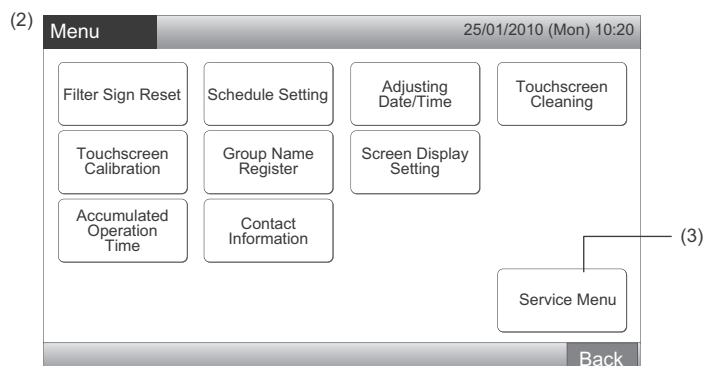 (2)
Menu 25/01/2010 (Mon) 10:20
Filter Sign Reset
Schedule Setting
Adjusting
Date/Time
Touchscreen
Cleaning
Touchscreen
Calibration
Group Name
Register
Screen Display
Setting
Accumulated
Operation
Time
Contact
Information
(3)
Service Menu
Back